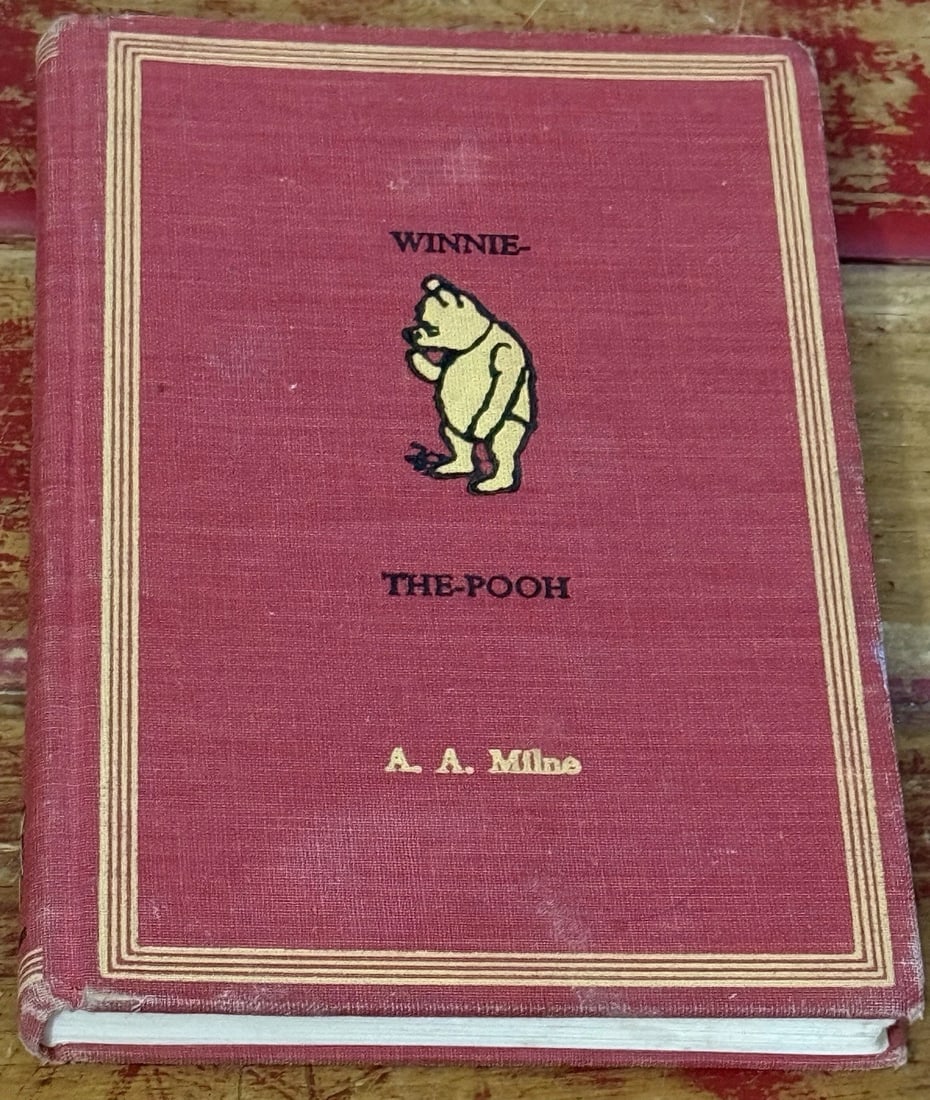 WINNIE-
THE-POOH
A. A. Milne